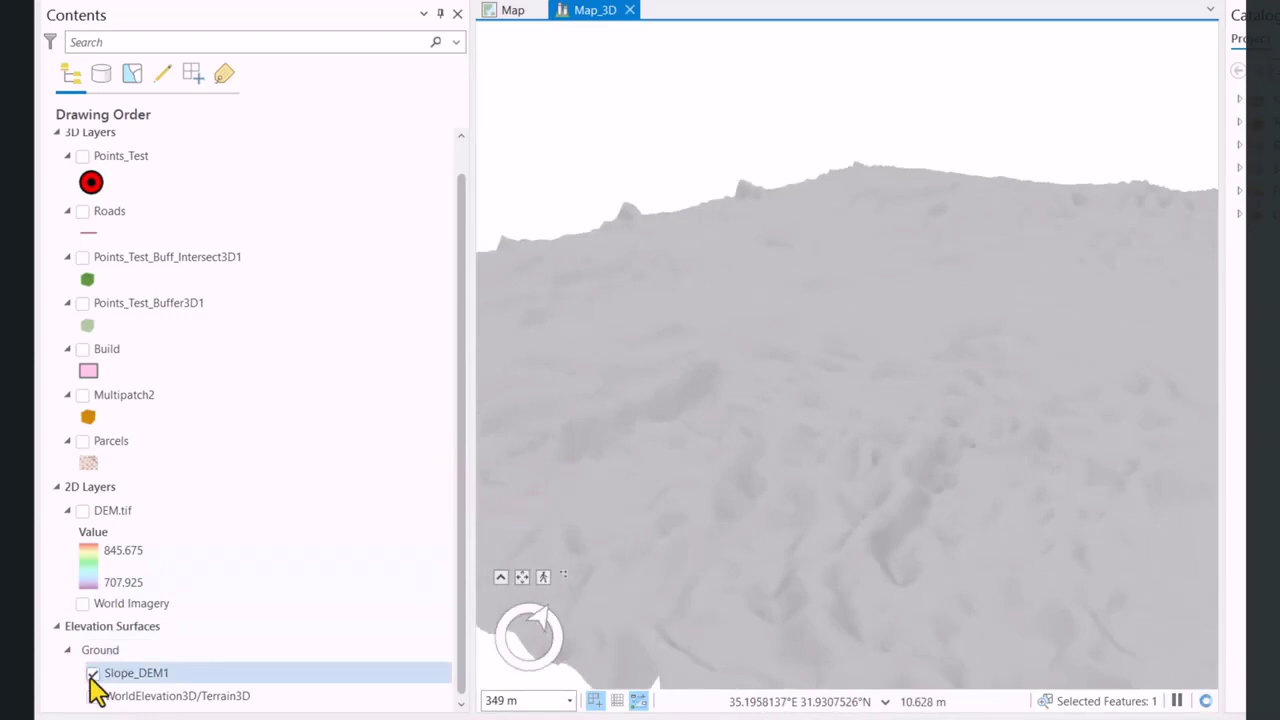 Contents
Map
Map_3D
Catalo
Search
Project
Drawing Order
3D Layers
Points_Test
Roads
Points_Test_Buff_Intersect3D1
Points_Test_Buffer3D1
Build
Multipatch2
Parcels
2D Layers
DEM.tif
Value
845.675
707.925
World Imagery
Elevation Surfaces
Ground
Slope_DEM1
WorldElevation3D/Terrain3D
349 m
35.1958137°E 31.9307526°N
10.628 m
Selected Features: 1